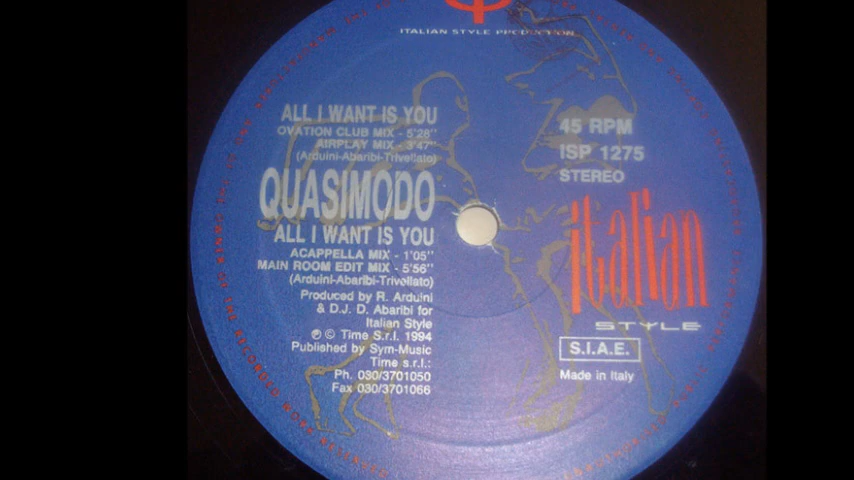 ITALIAN STYLE PRODUCTION
ALL I WANT IS YOU
OVATION CLUB MIX - 5'28"
AIRPLAY MIX - 3'47"
(Arduini-Abaribi-Trivellato)
QUASIMODO
ALL I WANT IS YOU
ACAPPELLA MIX - 1'05"
MAIN ROOM EDIT MIX - 5'56"
(Arduini-Abaribi-Trivellato)
Produced by R. Arduini
& D.J. D. Abaribi for
Italian Style
℗ © Time S.r.l. 1994
Published by Sym-Music
Time s.r.l.:
Ph. 030/3701050
Fax 030/3701066
45 RPM
ISP 1275
STEREO
italian
STYLE
S.I.A.E.
Made in Italy